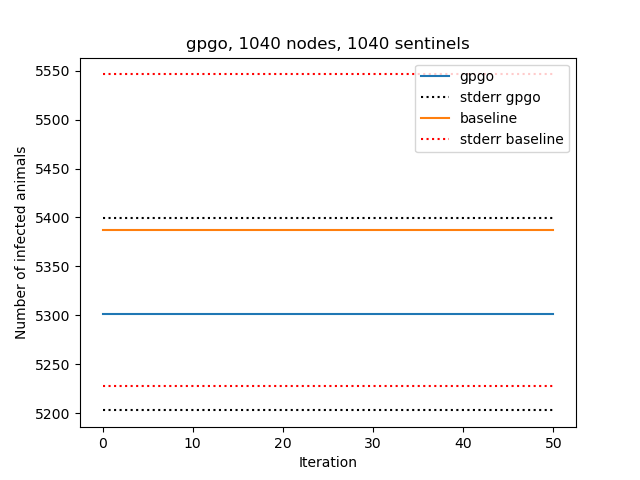 gpgo, 1040 nodes, 1040 sentinels
gpgo
stderr gpgo
baseline
stderr baseline
Number of infected animals
5550
5500
5450
5400
5350
5300
5250
5200
0 10 20 30 40 50
Iteration